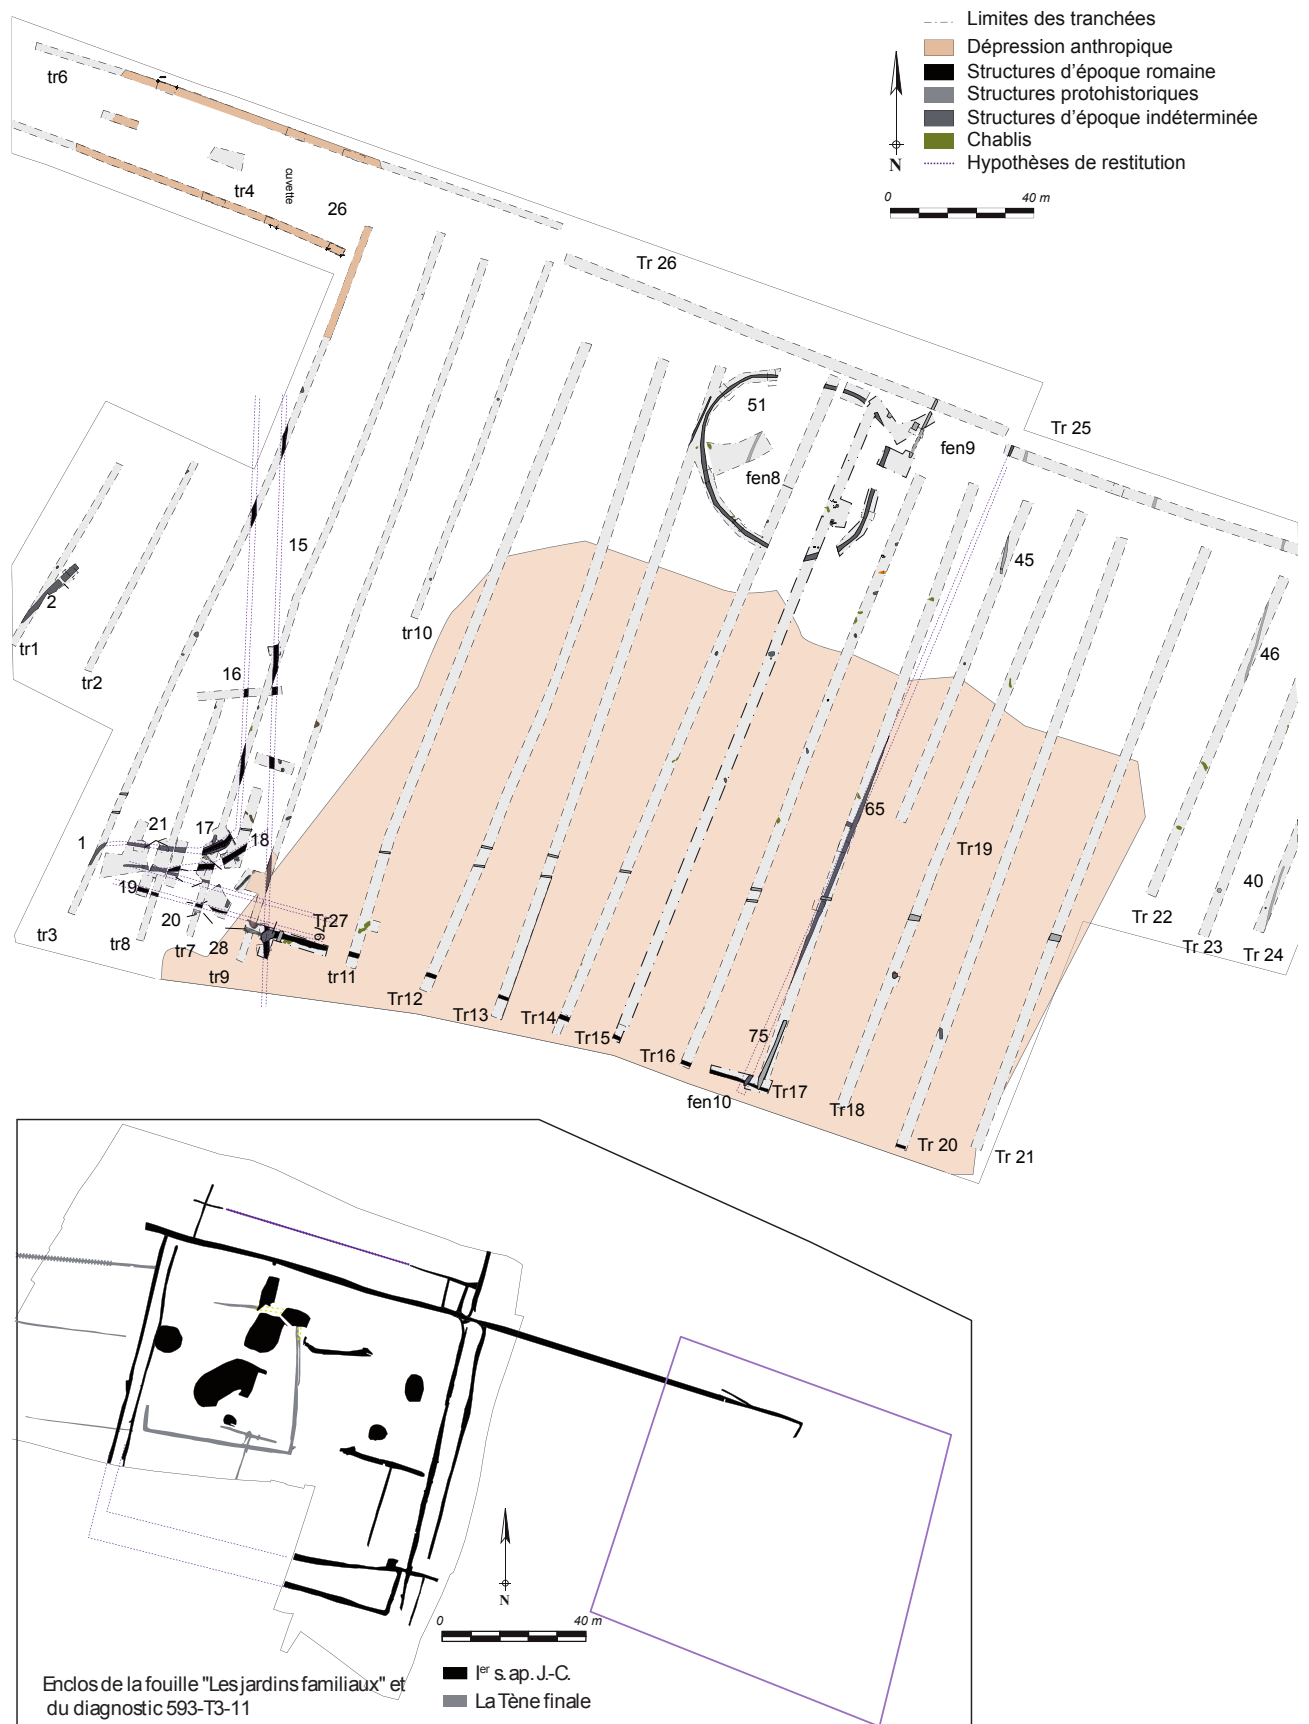 Limites des tranchées
Dépression anthropique
Structures d'époque romaine
Structures protohistoriques
Structures d'époque indéterminée
Chablis
Hypothèses de restitution
N
0 40 m
tr6
tr4
cuvette
26
Tr 26
51
fen8
fen9
Tr 25
15
45
46
2
tr1
tr2
tr10
16
65
1
21
17
18
19
20
28
Tr27
76
Tr19
40
tr3
tr8
tr7
tr9
tr11
Tr12
Tr13
Tr14
Tr15
Tr16
75
fen10
Tr17
Tr18
Tr 20
Tr 21
Tr 22
Tr 23
Tr 24
N
0 40 m
Ier s. ap. J.-C.
La Tène finale
Enclos de la fouille "Les jardins familiaux" et
du diagnostic 593-T3-11